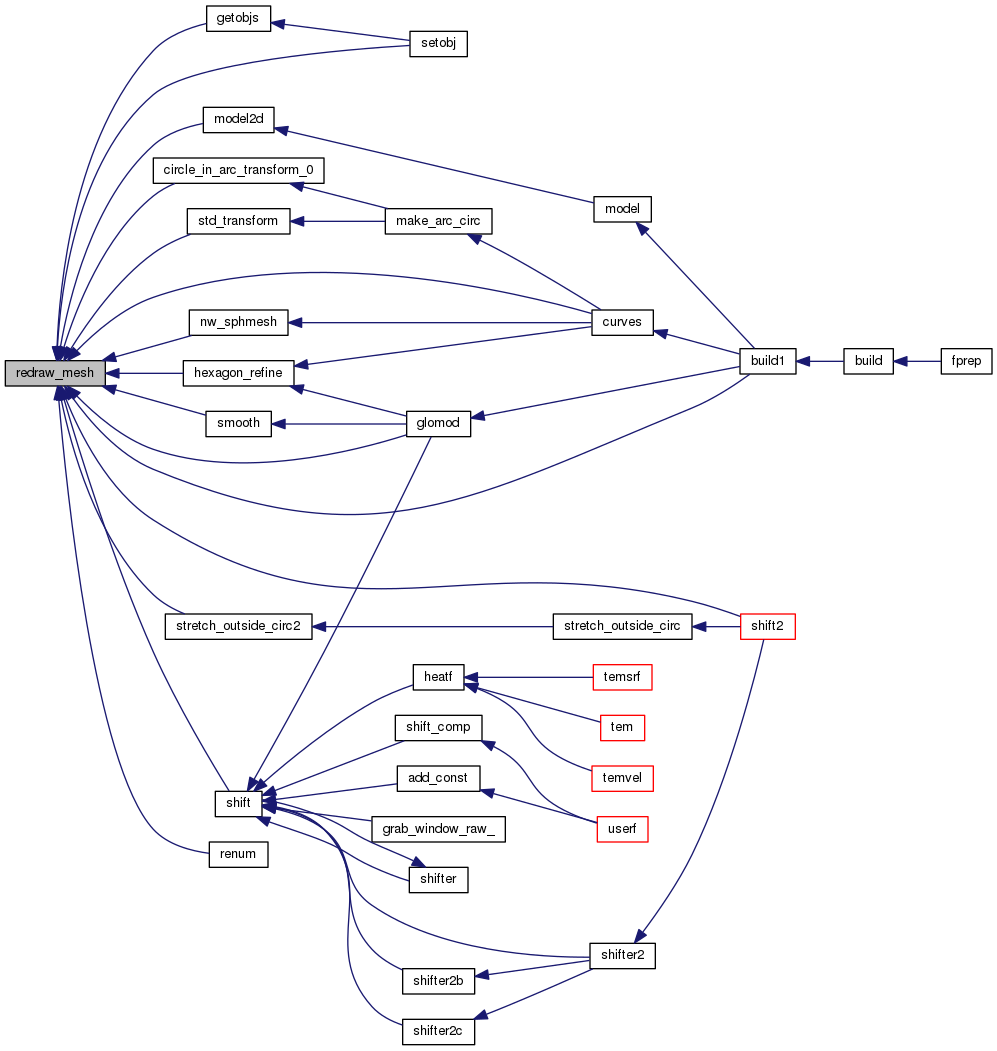 getobjs
setobj
model2d
circle_in_arc_transform_0
model
std_transform
make_arc_circ
nw_sphmesh
curves
build1
build
fprep
redraw_mesh
hexagon_refine
smooth
glomod
stretch_outside_circ2
stretch_outside_circ
shift2
heatf
temsrf
shift_comp
tem
add_const
temvel
shift
grab_window_raw_
userf
renum
shifter
shifter2
shifter2b
shifter2c